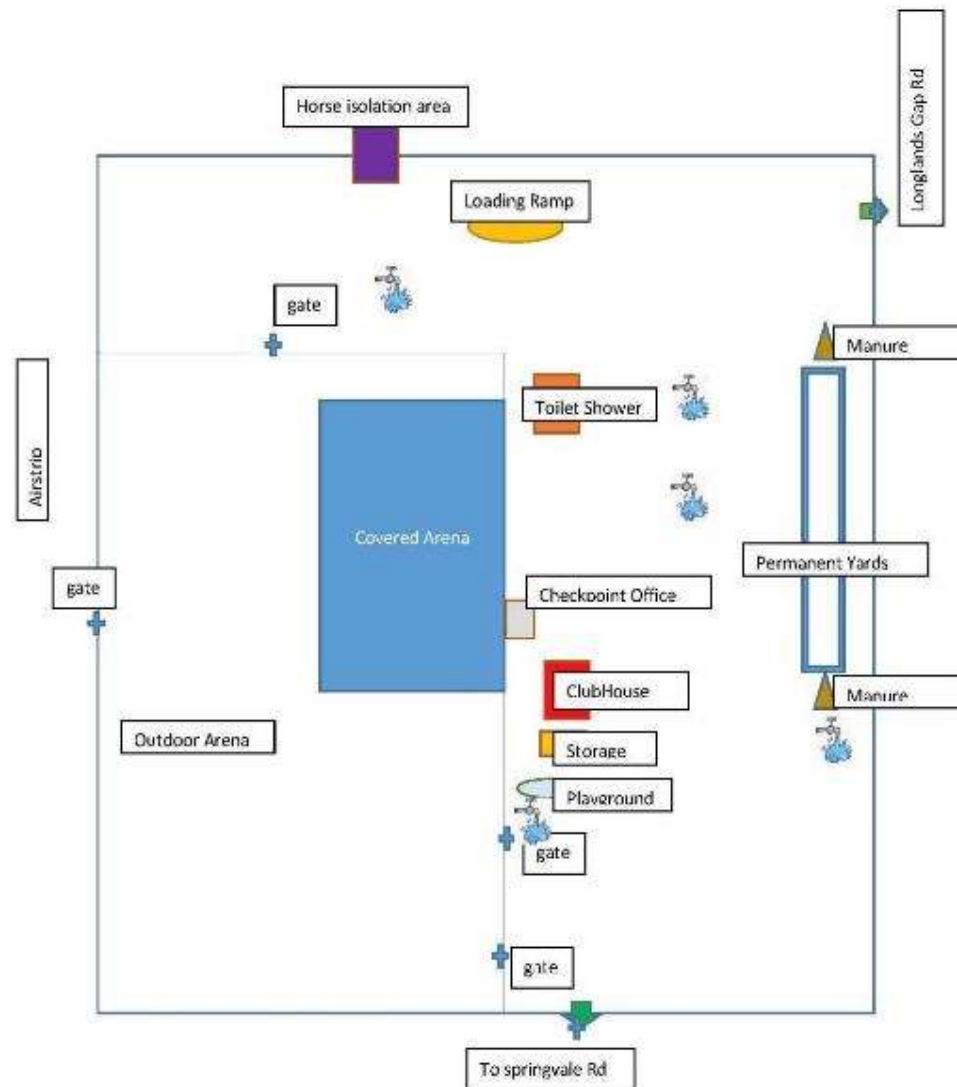 Longlands Gap Rd
Horse isolation area
Loading Ramp
gate
Manure
Toilet Shower
Airstrip
Covered Arena
Permanent Yards
gate
Checkpoint Office
ClubHouse
Manure
Outdoor Arena
Storage
Playground
gate
gate
To springvale Rd